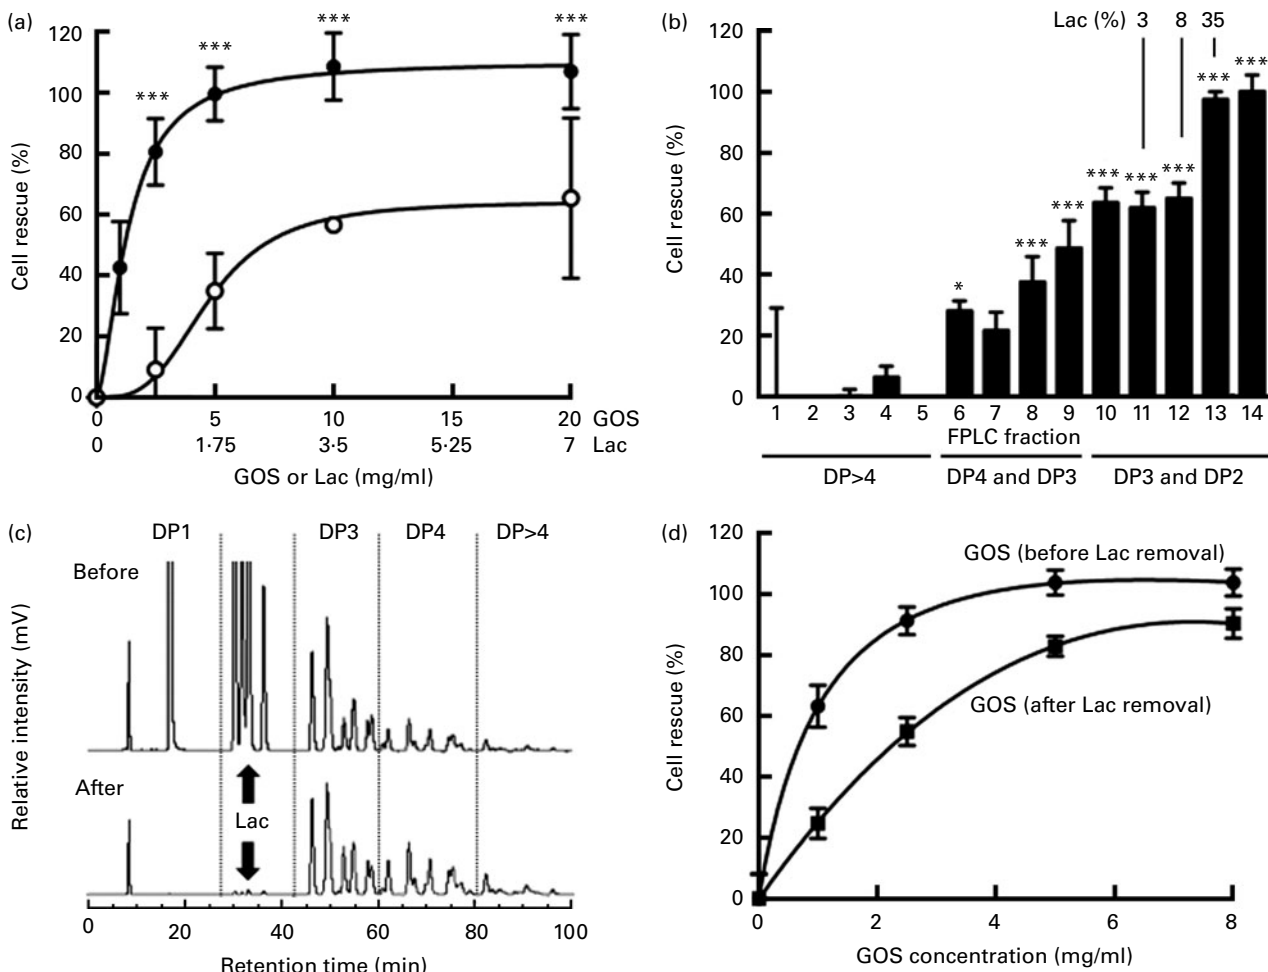 (a)
120
100
80
60
40
20
0
Cell rescue (%)
***
***
***
***
0 5 10 15 20 GOS
0 1·75 3·5 5·25 7 Lac
GOS or Lac (mg/ml)
(b)
Lac (%) 3 8 35
120
100
80
60
40
20
0
Cell rescue (%)
*
***
***
***
***
***
***
***
1 2 3 4 5 6 7 8 9 10 11 12 13 14
FPLC fraction
DP>4 DP4 and DP3 DP3 and DP2
(c)
DP1 DP3 DP4 DP>4
Before
After
Lac
Relative intensity (mV)
0 20 40 60 80 100
Retention time (min)
(d)
120
100
80
60
40
20
0
Cell rescue (%)
GOS (before Lac removal)
GOS (after Lac removal)
0 2 4 6 8
GOS concentration (mg/ml)